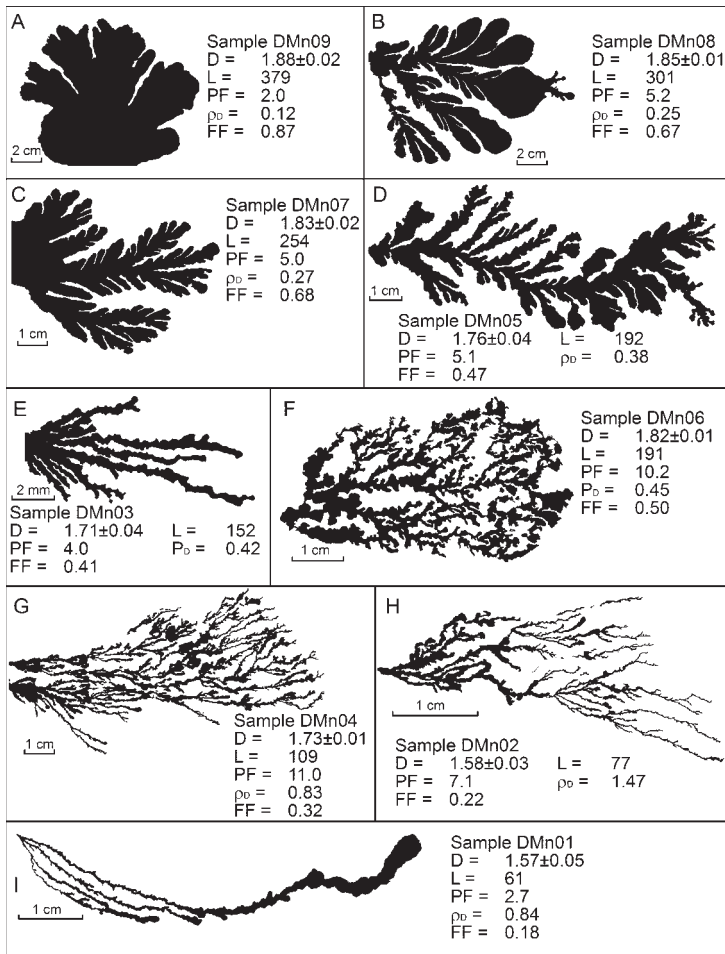 A
Sample DMn09
D = 1.88±0.02
L = 379
PF = 2.0
ρD = 0.12
FF = 0.87
2 cm
B
Sample DMn08
D = 1.85±0.01
L = 301
PF = 5.2
ρD = 0.25
FF = 0.67
2 cm
C
Sample DMn07
D = 1.83±0.02
L = 254
PF = 5.0
ρD = 0.27
FF = 0.68
1 cm
D
1 cm
Sample DMn05
D = 1.76±0.04 L = 192
PF = 5.1 ρD = 0.38
FF = 0.47
E
2 mm
Sample DMn03
D = 1.71±0.04 L = 152
PF = 4.0 PD = 0.42
FF = 0.41
F
Sample DMn06
D = 1.82±0.01
L = 191
PF = 10.2
PD = 0.45
FF = 0.50
1 cm
G
1 cm
Sample DMn04
D = 1.73±0.01
L = 109
PF = 11.0
ρD = 0.83
FF = 0.32
H
1 cm
Sample DMn02
D = 1.58±0.03 L = 77
PF = 7.1 ρD = 1.47
FF = 0.22
I
1 cm
Sample DMn01
D = 1.57±0.05
L = 61
PF = 2.7
ρD = 0.84
FF = 0.18